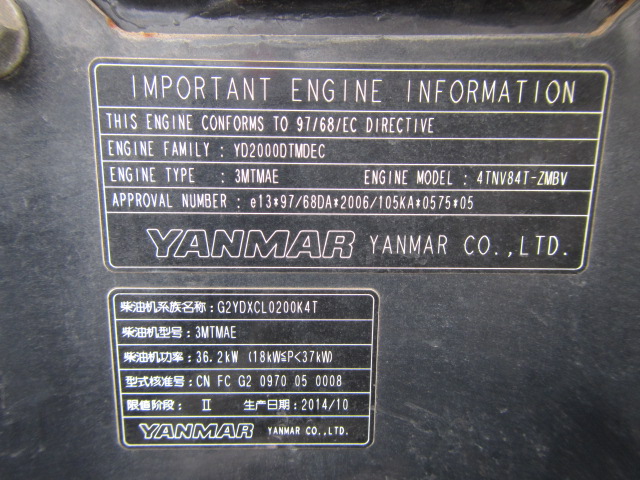 IMPORTANT ENGINE INFORMATION
THIS ENGINE CONFORMS TO 97/68/EC DIRECTIVE
ENGINE FAMILY : YD2000DTMDEC
ENGINE TYPE : 3MTMAE ENGINE MODEL : 4TNV84T-ZMBV
APPROVAL NUMBER : e13*97/68DA*2006/105KA*0575*05
YANMAR YANMAR CO.,LTD.
柴油机系族名称:G2YDXCL0200K4T
柴油机型号:3MTMAE
柴油机功率:36.2kW (18kW≦P<37kW)
型式核准号:CN FC G2 0970 05 0008
限值阶段: Ⅱ 生产日期:2014/10
YANMAR YANMAR CO.,LTD.